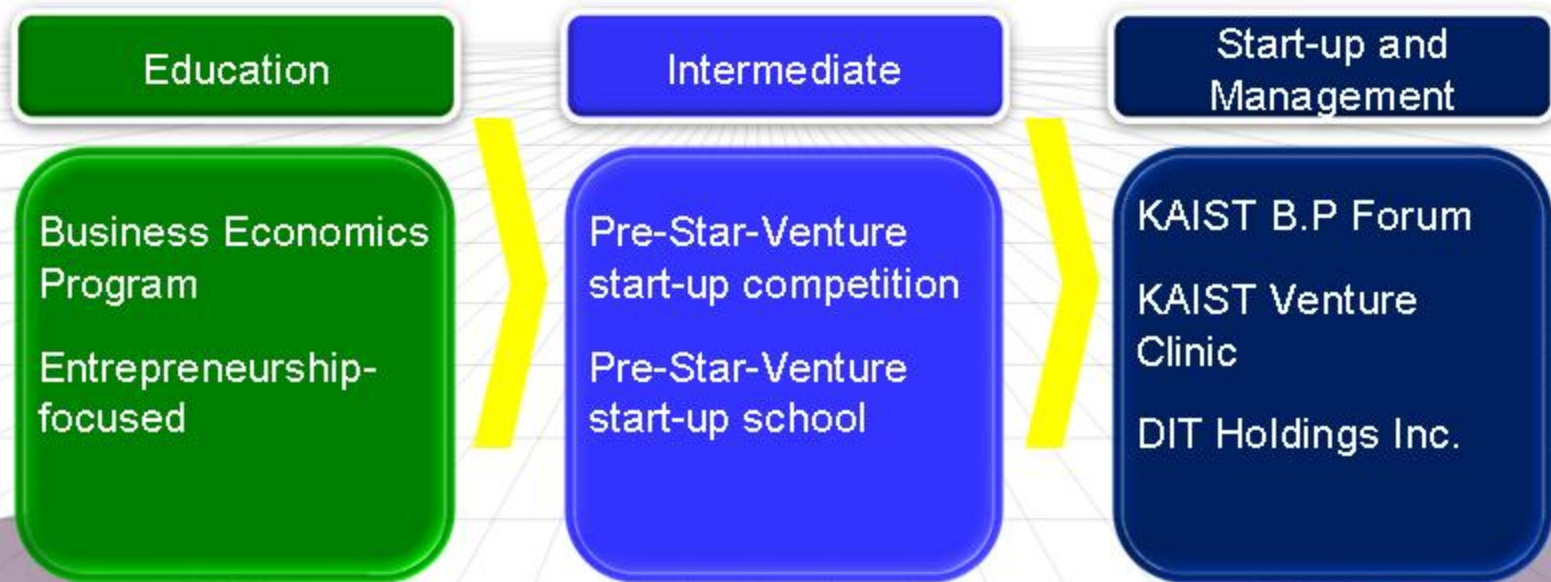 Education
Business Economics
Program
Entrepreneurship-
focused
Intermediate
Pre-Star-Venture
start-up competition
Pre-Star-Venture
start-up school
Start-up and
Management
KAIST B.P Forum
KAIST Venture
Clinic
DIT Holdings Inc.